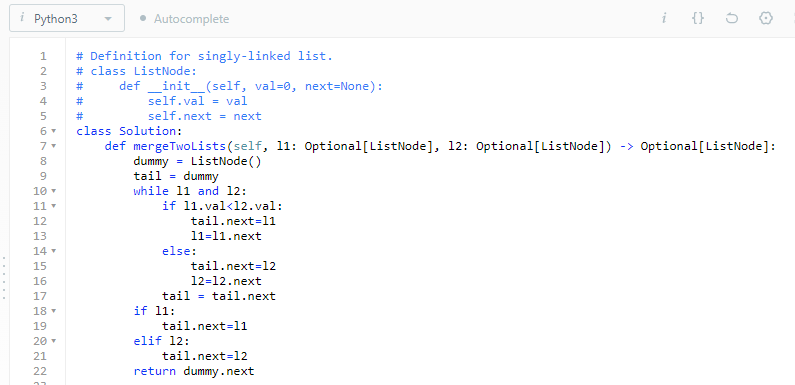 i Python3 Autocomplete i {}
1 # Definition for singly-linked list.
2 # class ListNode:
3 #     def __init__(self, val=0, next=None):
4 #         self.val = val
5 #         self.next = next
6 class Solution:
7     def mergeTwoLists(self, l1: Optional[ListNode], l2: Optional[ListNode]) -> Optional[ListNode]:
8         dummy = ListNode()
9         tail = dummy
10         while l1 and l2:
11             if l1.val<l2.val:
12                 tail.next=l1
13                 l1=l1.next
14             else:
15                 tail.next=l2
16                 l2=l2.next
17             tail = tail.next
18         if l1:
19             tail.next=l1
20         elif l2:
21             tail.next=l2
22         return dummy.next